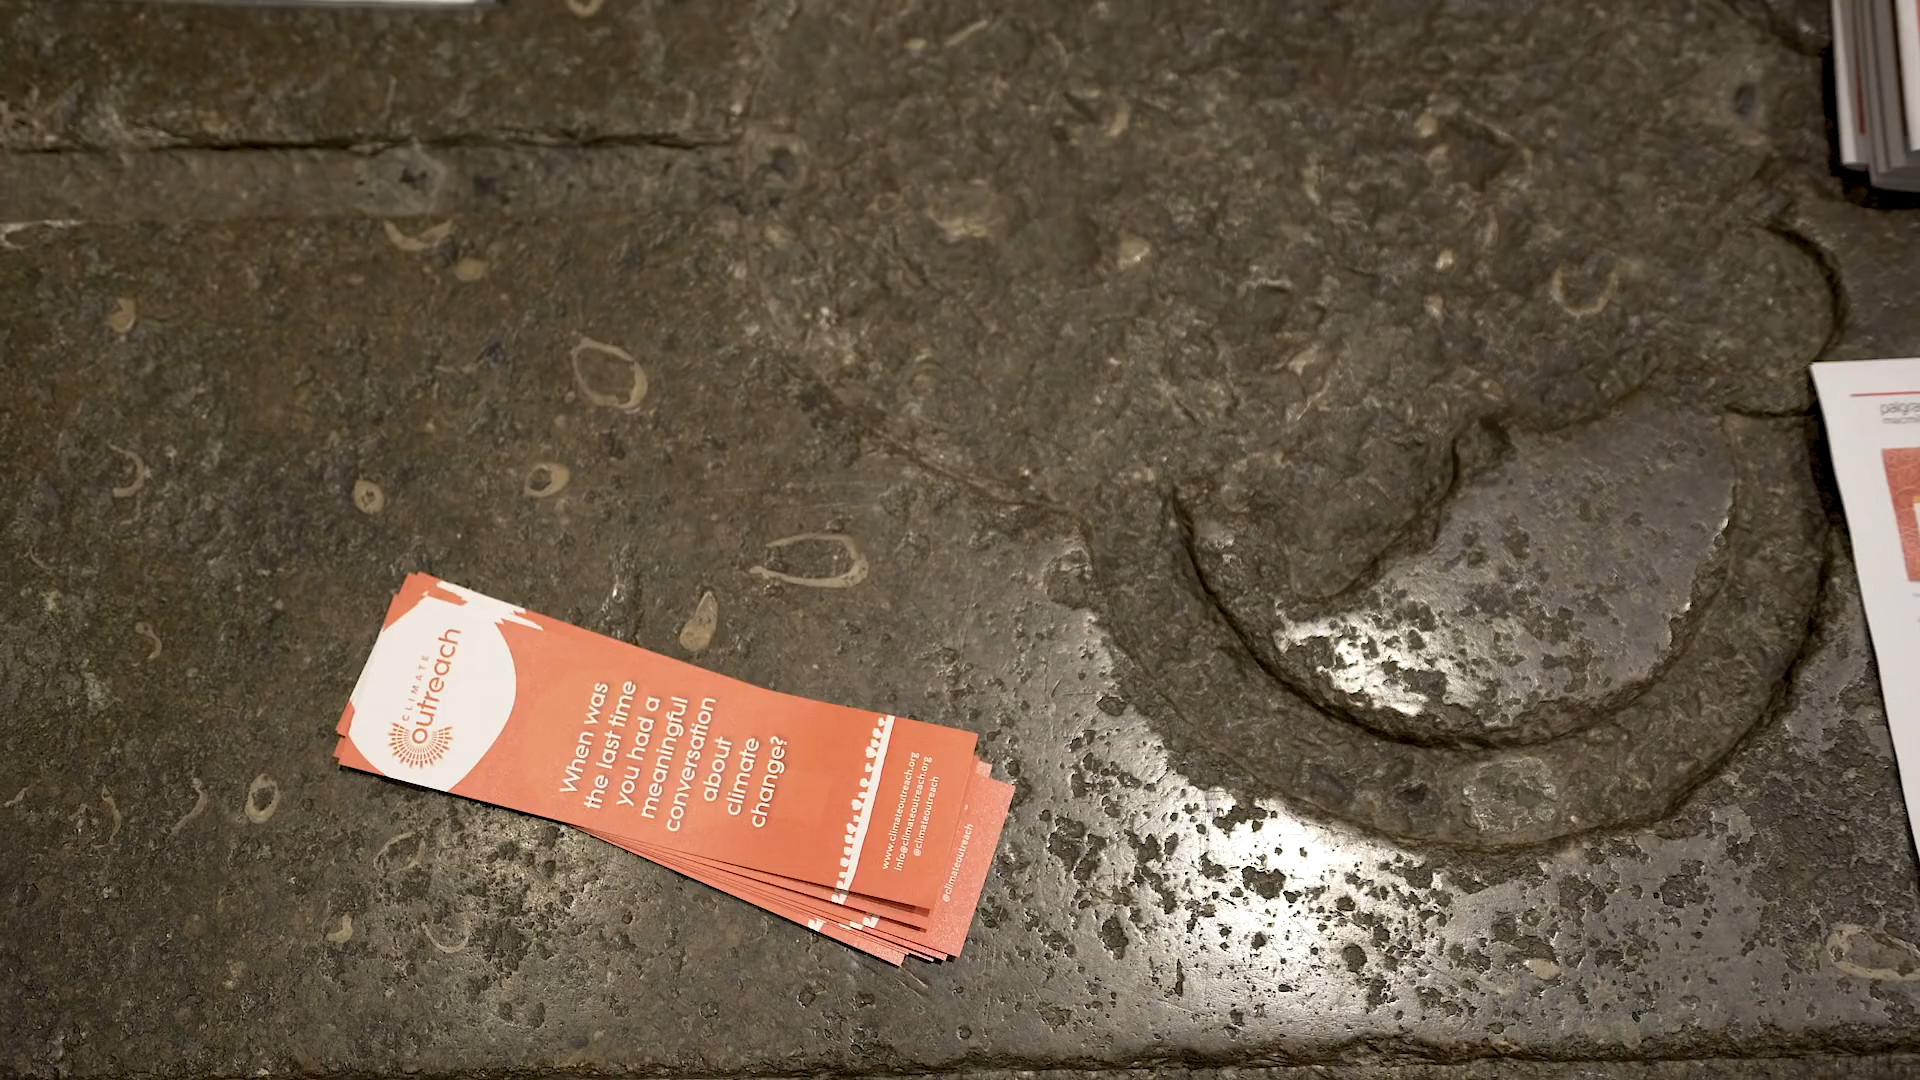 CLIMATE
outreach
When was
the last time
you had a
meaningful
conversation
about
climate
change?
www.climateoutreach.org
info@climateoutreach.org
@climateoutreach
@climateoutreach